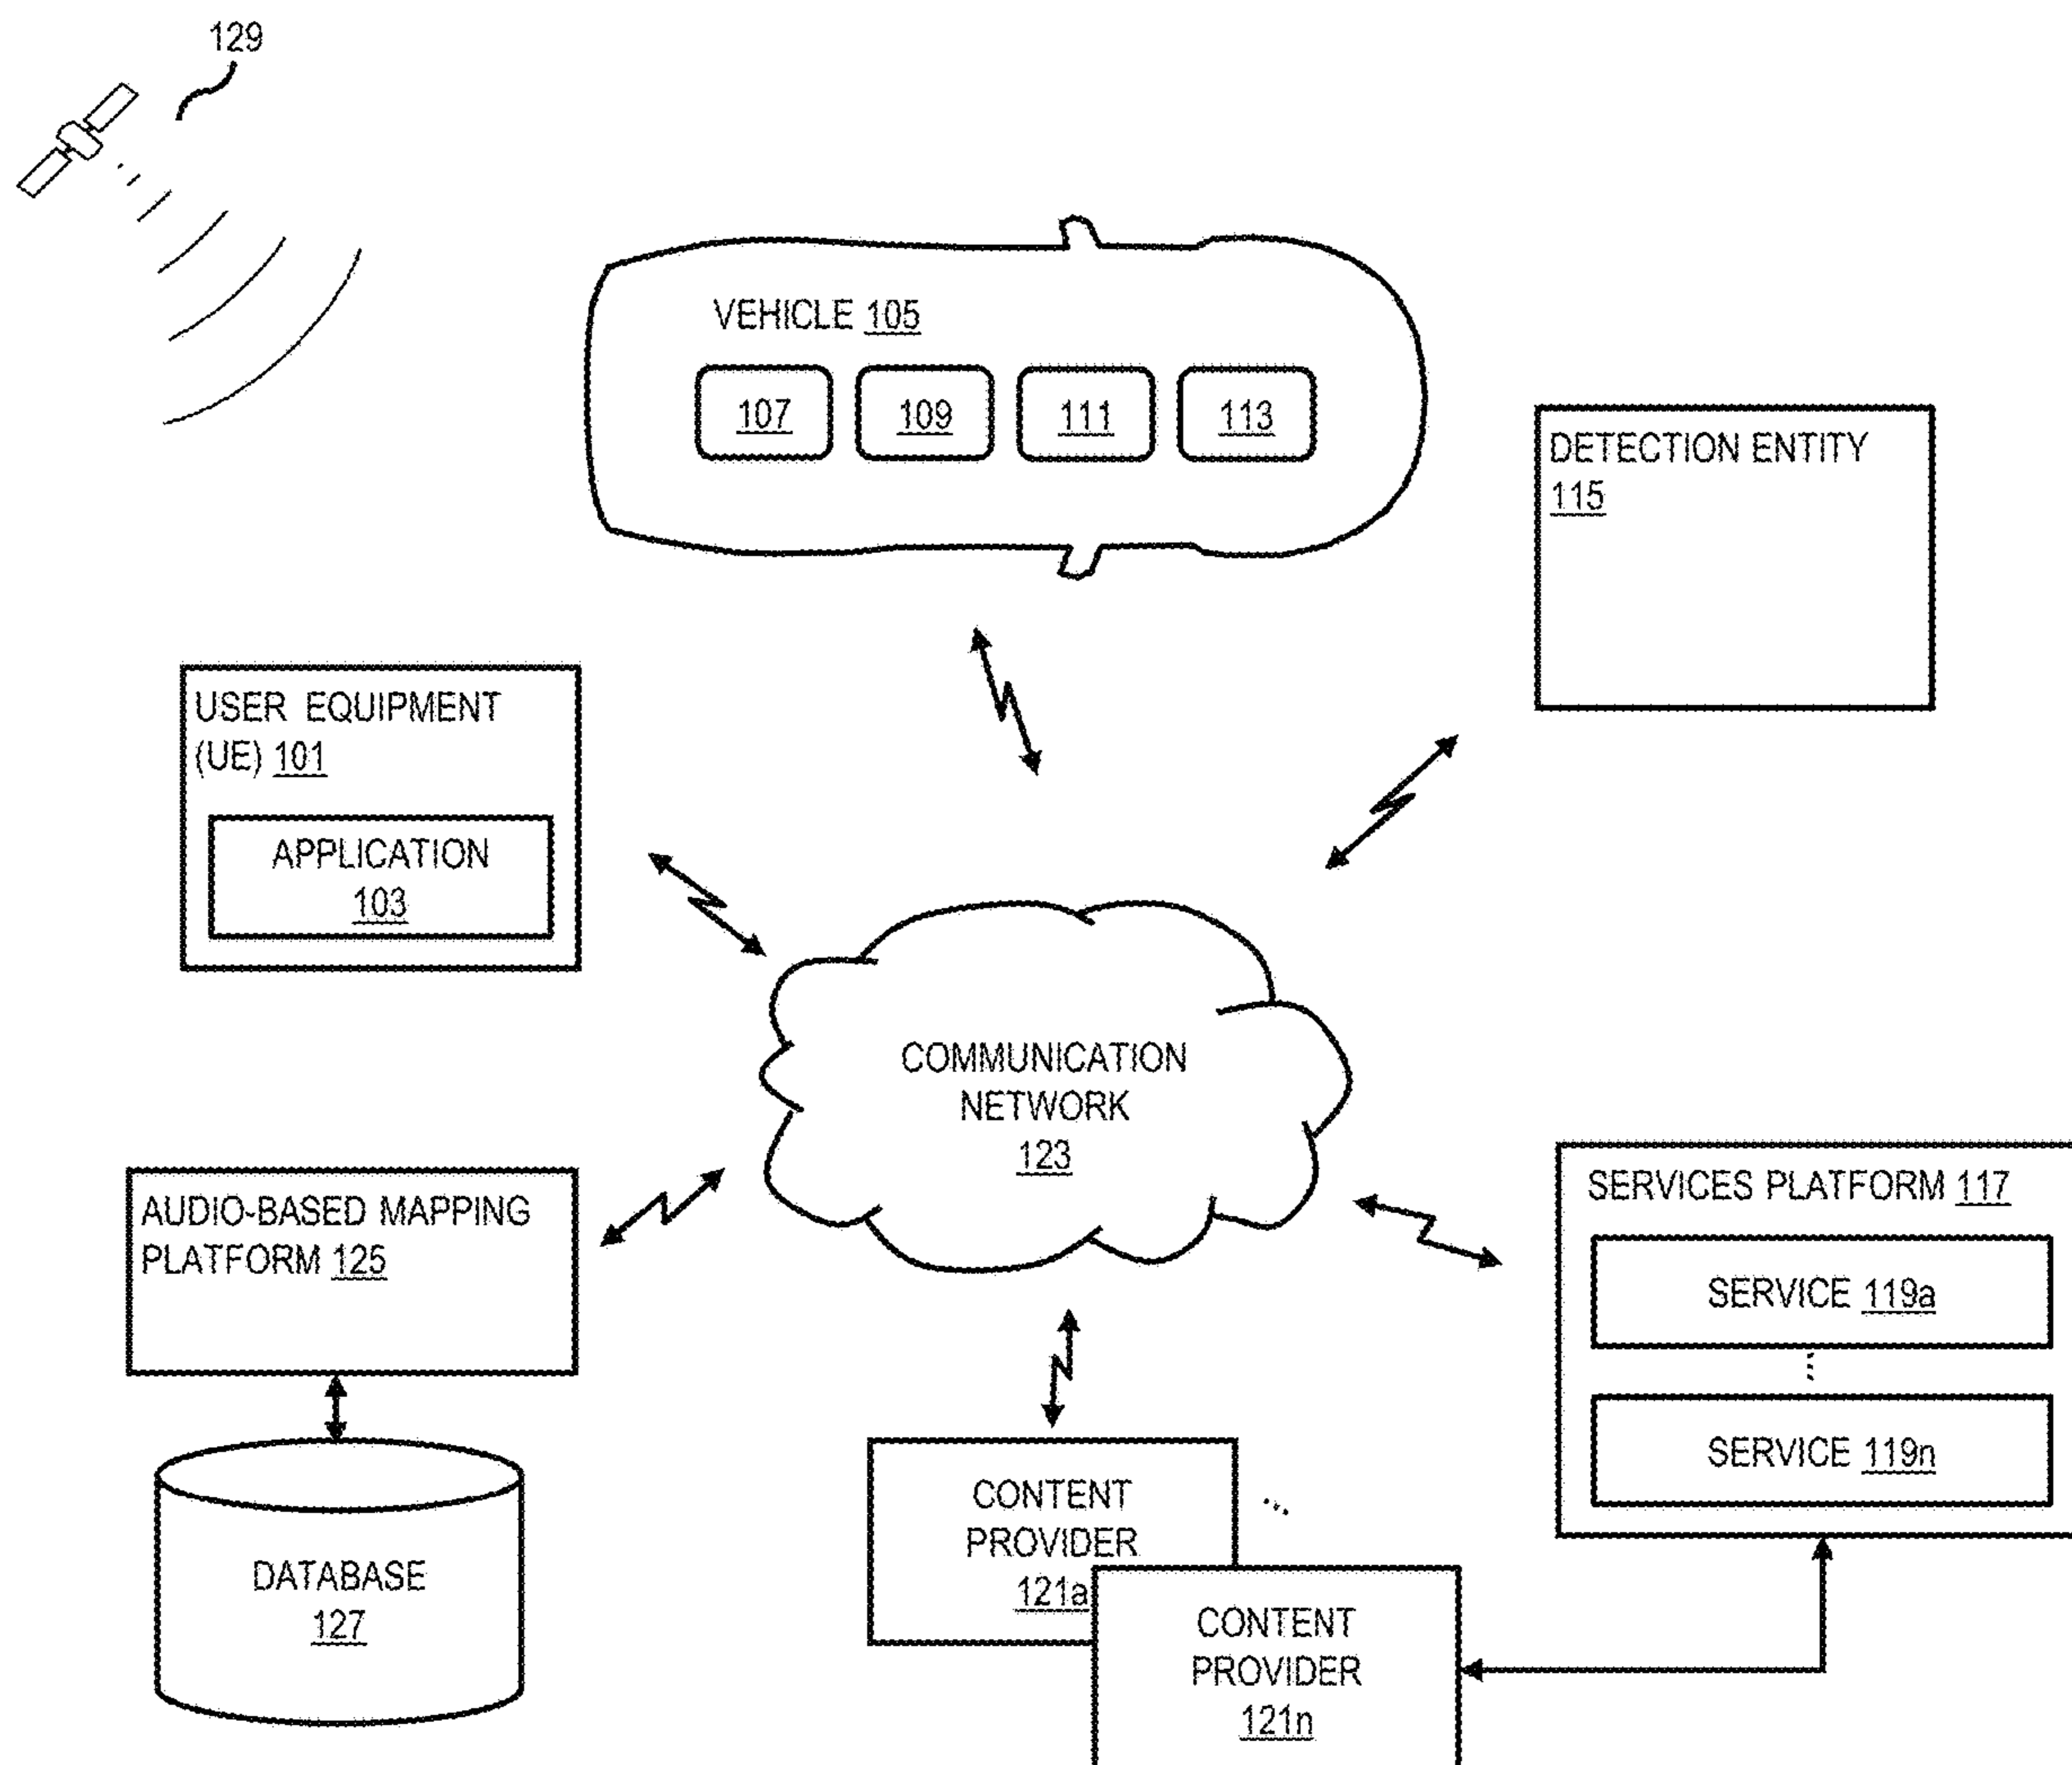 129
VEHICLE 105
107 109 111 113
DETECTION ENTITY
115
USER EQUIPMENT
(UE) 101
APPLICATION
103
COMMUNICATION
NETWORK
123
AUDIO-BASED MAPPING
PLATFORM 125
SERVICES PLATFORM 117
SERVICE 119a
SERVICE 119n
DATABASE
127
CONTENT
PROVIDER
121a
CONTENT
PROVIDER
121n